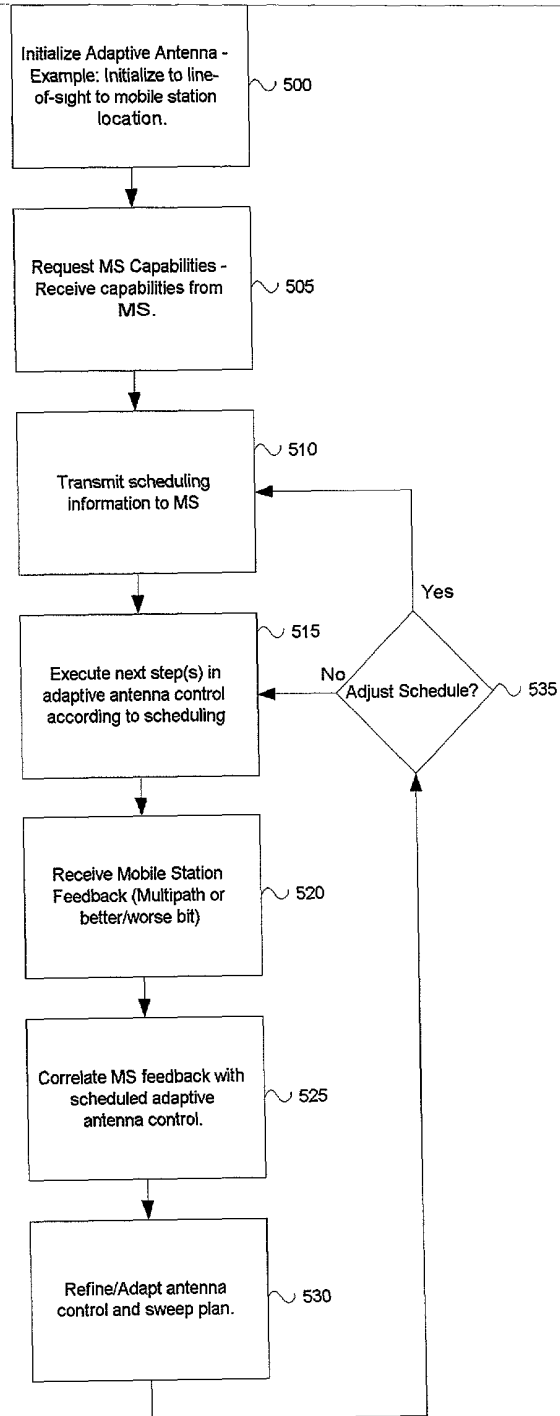 Initialize Adaptive Antenna -
Example: Initialize to line-
of-sight to mobile station
location.
500
Request MS Capabilities -
Receive capabilities from
MS.
505
510
Transmit scheduling
information to MS
Yes
515
Execute next step(s) in
adaptive antenna control
according to scheduling
No
Adjust Schedule?
535
Receive Mobile Station
Feedback (Multipath or
better/worse bit)
520
Correlate MS feedback with
scheduled adaptive
antenna control.
525
Refine/Adapt antenna
control and sweep plan.
530